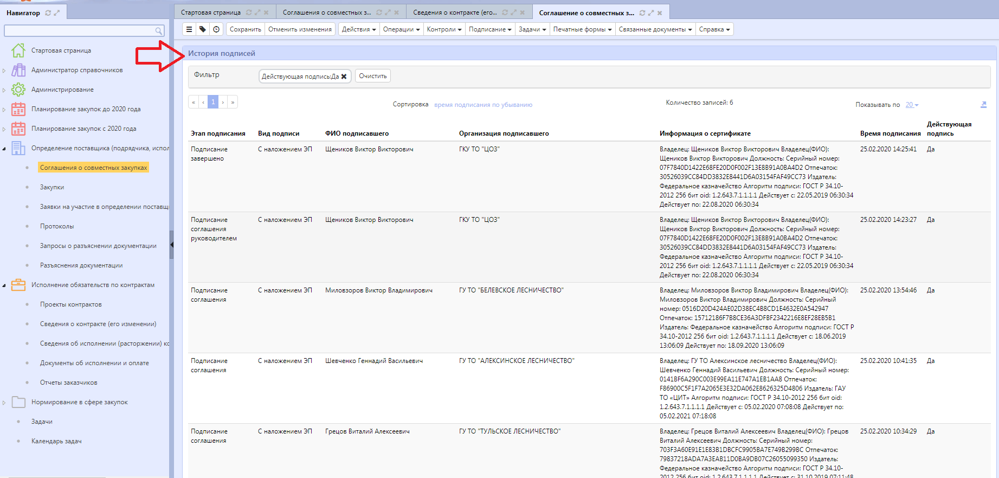 Навигатор
Стартовая страница
Администратор справочников
Администрирование
Планирование закупок до 2020 года
Планирование закупок с 2020 года
Определение поставщика (подрядчика, испол
Соглашения о совместных закупках
Закупки
Заявки на участие в определении поставщ
Протоколы
Запросы о разъяснении документации
Разъяснения документации
Исполнение обязательств по контрактам
Проекты контрактов
Сведения о контракте (его изменении)
Сведения об исполнении (расторжении) кс
Документы об исполнении и оплате
Отчеты заказчиков
Нормирование в сфере закупок
Задачи
Календарь задач
Стартовая страница Соглашения о совместных з... Сведения о контракте (его... Соглашение о совместных з...
Сохранить Отменить изменения Действия Операции Контроли Подписание Задачи Печатные формы Связанные документы Справка
История подписей
Фильтр Действующая подпись:Да Очистить
« ‹ 1 › » Сортировка время подписания по убыванию Количество записей: 6 Показывать по 20
Этап подписания Вид подписи ФИО подписавшего Организация подписавшего Информация о сертификате Время подписания Действующая
подпись
Подписание С наложением ЭП Щеников Виктор Викторович ГКУ ТО "ЦОЗ" Владелец: Щеников Виктор Викторович Владелец(ФИО): 25.02.2020 14:25:41 Да
завершено Щеников Виктор Викторович Должность: Серийный номер:
07F7840D1422E68FE20D0F002F13E8B91A0BA4D2 Отпечаток:
30526039CC84DD3832E8441D6A03154FAF49CC73 Издатель:
Федеральное казначейство Алгоритм подписи: ГОСТ Р 34.10-
2012 256 бит oid: 1.2.643.7.1.1.1.1 Действует с: 22.05.2019 06:30:34
Действует по: 22.08.2020 06:30:34
Подписание С наложением ЭП Щеников Виктор Викторович ГКУ ТО "ЦОЗ" Владелец: Щеников Виктор Викторович Владелец(ФИО): 25.02.2020 14:23:27 Да
соглашения Щеников Виктор Викторович Должность: Серийный номер:
руководителем 07F7840D1422E68FE20D0F002F13E8B91A0BA4D2 Отпечаток:
30526039CC84DD3832E8441D6A03154FAF49CC73 Издатель:
Федеральное казначейство Алгоритм подписи: ГОСТ Р 34.10-
2012 256 бит oid: 1.2.643.7.1.1.1.1 Действует с: 22.05.2019 06:30:34
Действует по: 22.08.2020 06:30:34
Подписание С наложением ЭП Миловзоров Виктор Владимирович ГУ ТО "БЕЛЕВСКОЕ ЛЕСНИЧЕСТВО" Владелец: Миловзоров Виктор Владимирович Владелец(ФИО): 25.02.2020 13:54:46 Да
соглашения Миловзоров Виктор Владимирович Должность: Серийный
номер: 0516D20D424AE02D38EC4B8CD1E4632E0A542947
Отпечаток: 15712186F7B8CE36A3DFBF2342216E8EF28EB5B1
Издатель: Федеральное казначейство Алгоритм подписи: ГОСТ Р
34.10-2012 256 бит oid: 1.2.643.7.1.1.1.1 Действует с: 18.06.2019
13:06:09 Действует по: 18.09.2020 13:06:09
Подписание С наложением ЭП Шевченко Геннадий Васильевич ГУ ТО "АЛЕКСИНСКОЕ ЛЕСНИЧЕСТВО" Владелец: ГУ ТО Алексинское лесничество Владелец(ФИО): 25.02.2020 10:41:35 Да
соглашения Шевченко Геннадий Васильевич Должность: Серийный номер:
0141BF6A290C003E99EA11E747A1EB1AA8 Отпечаток:
F86900C5F1F7A2065E3E32DA062E8626325D4806 Издатель: ГАУ
ТО «ЦИТ» Алгоритм подписи: ГОСТ Р 34.10-2012 256 бит oid:
1.2.643.7.1.1.1.1 Действует с: 05.02.2020 07:08:08 Действует по:
05.02.2021 07:18:08
Подписание С наложением ЭП Грецов Виталий Алексеевич ГУ ТО "ТУЛЬСКОЕ ЛЕСНИЧЕСТВО" Владелец: Грецов Виталий Алексеевич Владелец(ФИО): Грецов 25.02.2020 10:34:29 Да
соглашения Виталий Алексеевич Должность: Серийный номер:
703F3A60E91E1E83B1DBCFC9905BA7E749B299BC Отпечаток:
79837218ADA7A3EAB11D0BA9DB07C26055099350 Издатель:
Федеральное казначейство Алгоритм подписи: ГОСТ Р 34.10-
2012 256 бит oid: 1.2.643.7.1.1.1.1 Действует с: 31.10.2019 07:11:48